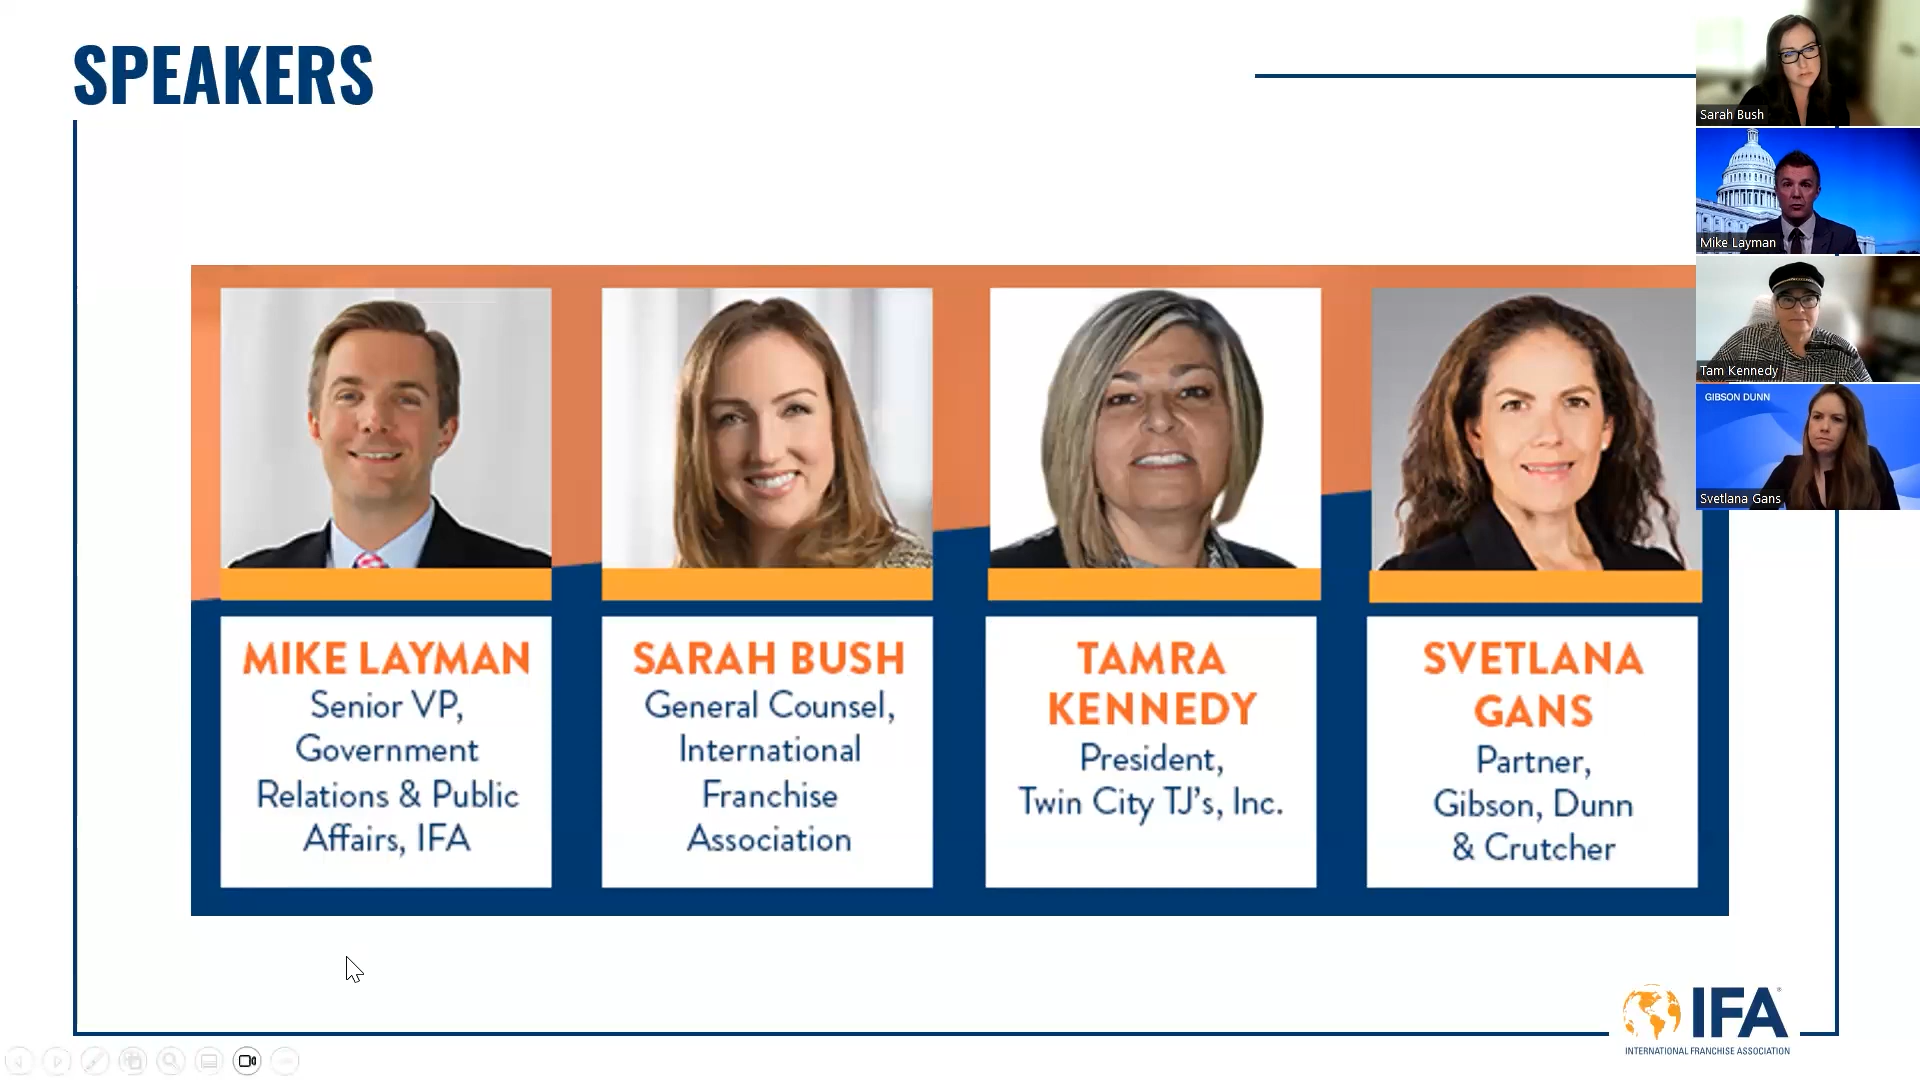 SPEAKERS
MIKE LAYMAN
Senior VP,
Government
Relations & Public
Affairs, IFA
SARAH BUSH
General Counsel,
International
Franchise
Association
TAMRA
KENNEDY
President,
Twin City TJ's, Inc.
SVETLANA
GANS
Partner,
Gibson, Dunn
& Crutcher
Sarah Bush
Mike Layman
Tam Kennedy
GIBSON DUNN
Svetlana Gans
IFA®
INTERNATIONAL FRANCHISE ASSOCIATION